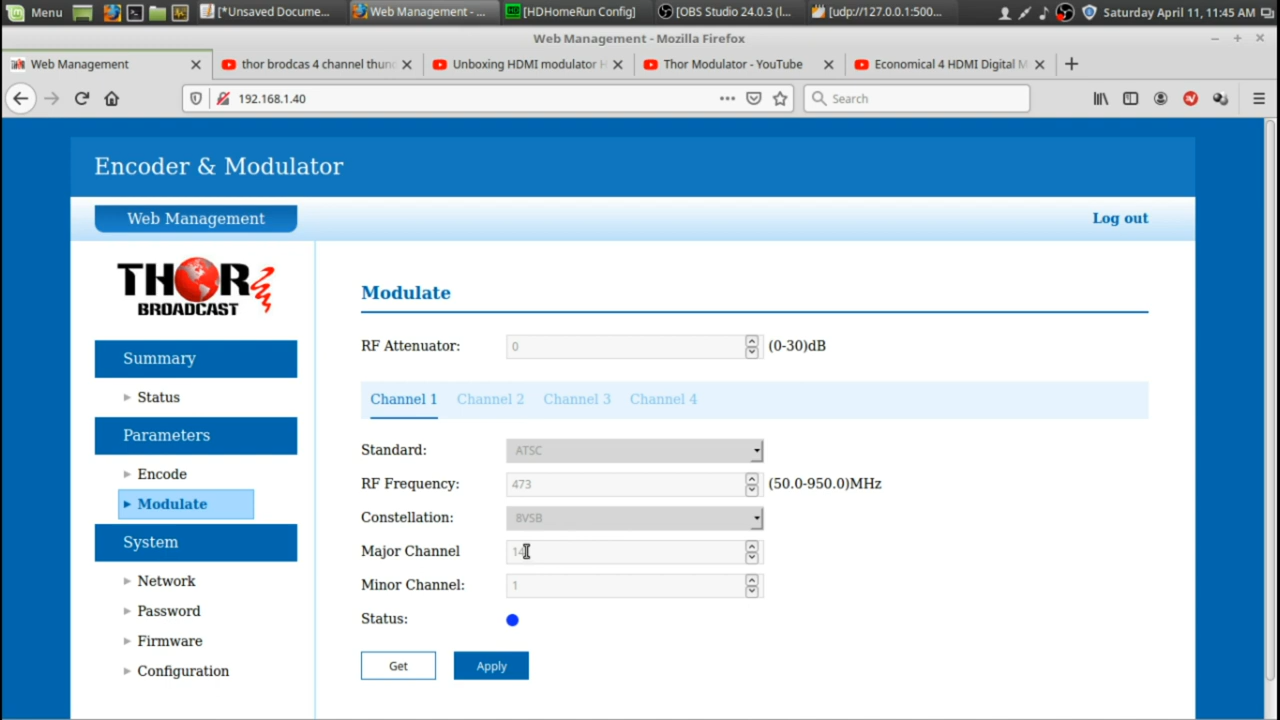 Menu
[*Unsaved Docume...
Web Management - ...
[HDHomeRun Config]
[OBS Studio 24.0.3 (l...
[udp://127.0.0.1:500...
Saturday April 11, 11:45 AM
Web Management - Mozilla Firefox
Web Management
thor brodcas 4 channel thun
Unboxing HDMI modulator H
Thor Modulator - YouTube
Economical 4 HDMI Digital M
192.168.1.40
Search
Encoder & Modulator
Web Management
Log out
THOR
BROADCAST
Summary
Status
Parameters
Encode
Modulate
System
Network
Password
Firmware
Configuration
Modulate
RF Attenuator: 0 (0-30)dB
Channel 1 Channel 2 Channel 3 Channel 4
Standard: ATSC
RF Frequency: 473 (50.0-950.0)MHz
Constellation: 8VSB
Major Channel 14
Minor Channel: 1
Status:
Get Apply